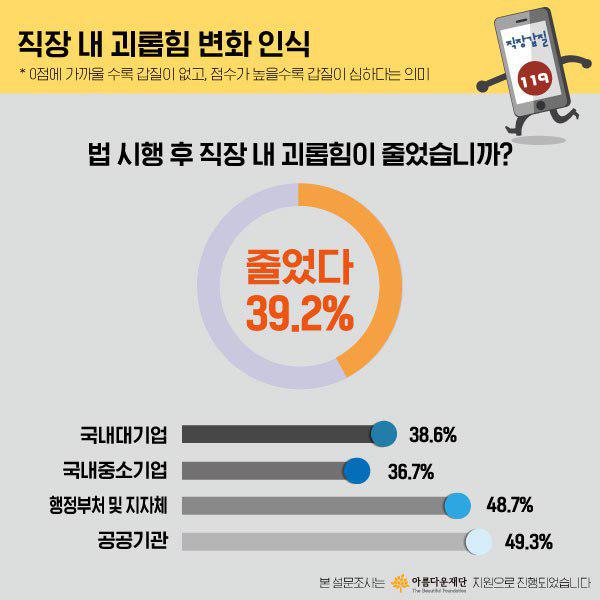 직장 내 괴롭힘 변화 인식
* 0점에 가까울 수록 갑질이 없고, 점수가 높을수록 갑질이 심하다는 의미
직장갑질
119
법 시행 후 직장 내 괴롭힘이 줄었습니까?
줄었다
39.2%
국내대기업 38.6%
국내중소기업 36.7%
행정부처 및 지자체 48.7%
공공기관 49.3%
본 설문조사는 아름다운재단 지원으로 진행되었습니다
The Beautiful Foundation